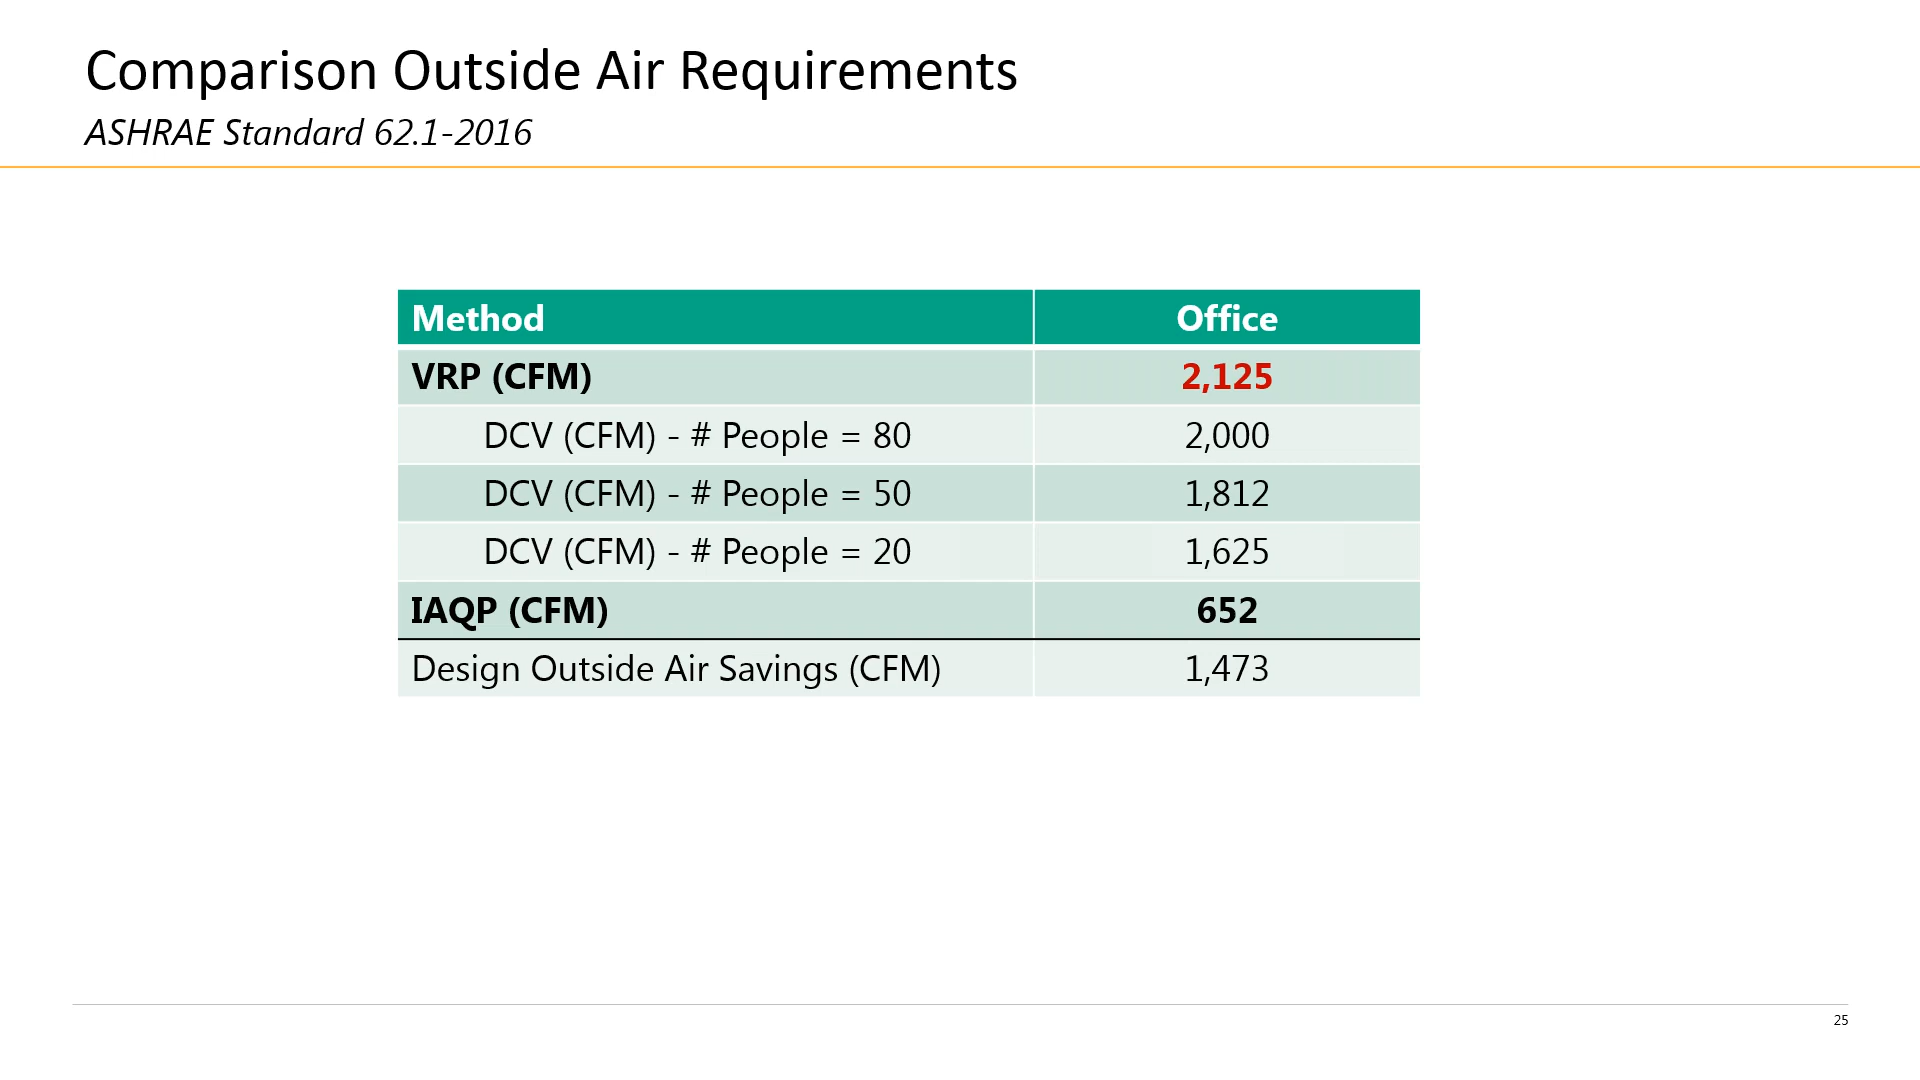 Comparison Outside Air Requirements
ASHRAE Standard 62.1-2016
Method Office
VRP (CFM) 2,125
DCV (CFM) - # People = 80 2,000
DCV (CFM) - # People = 50 1,812
DCV (CFM) - # People = 20 1,625
IAQP (CFM) 652
Design Outside Air Savings (CFM) 1,473
25